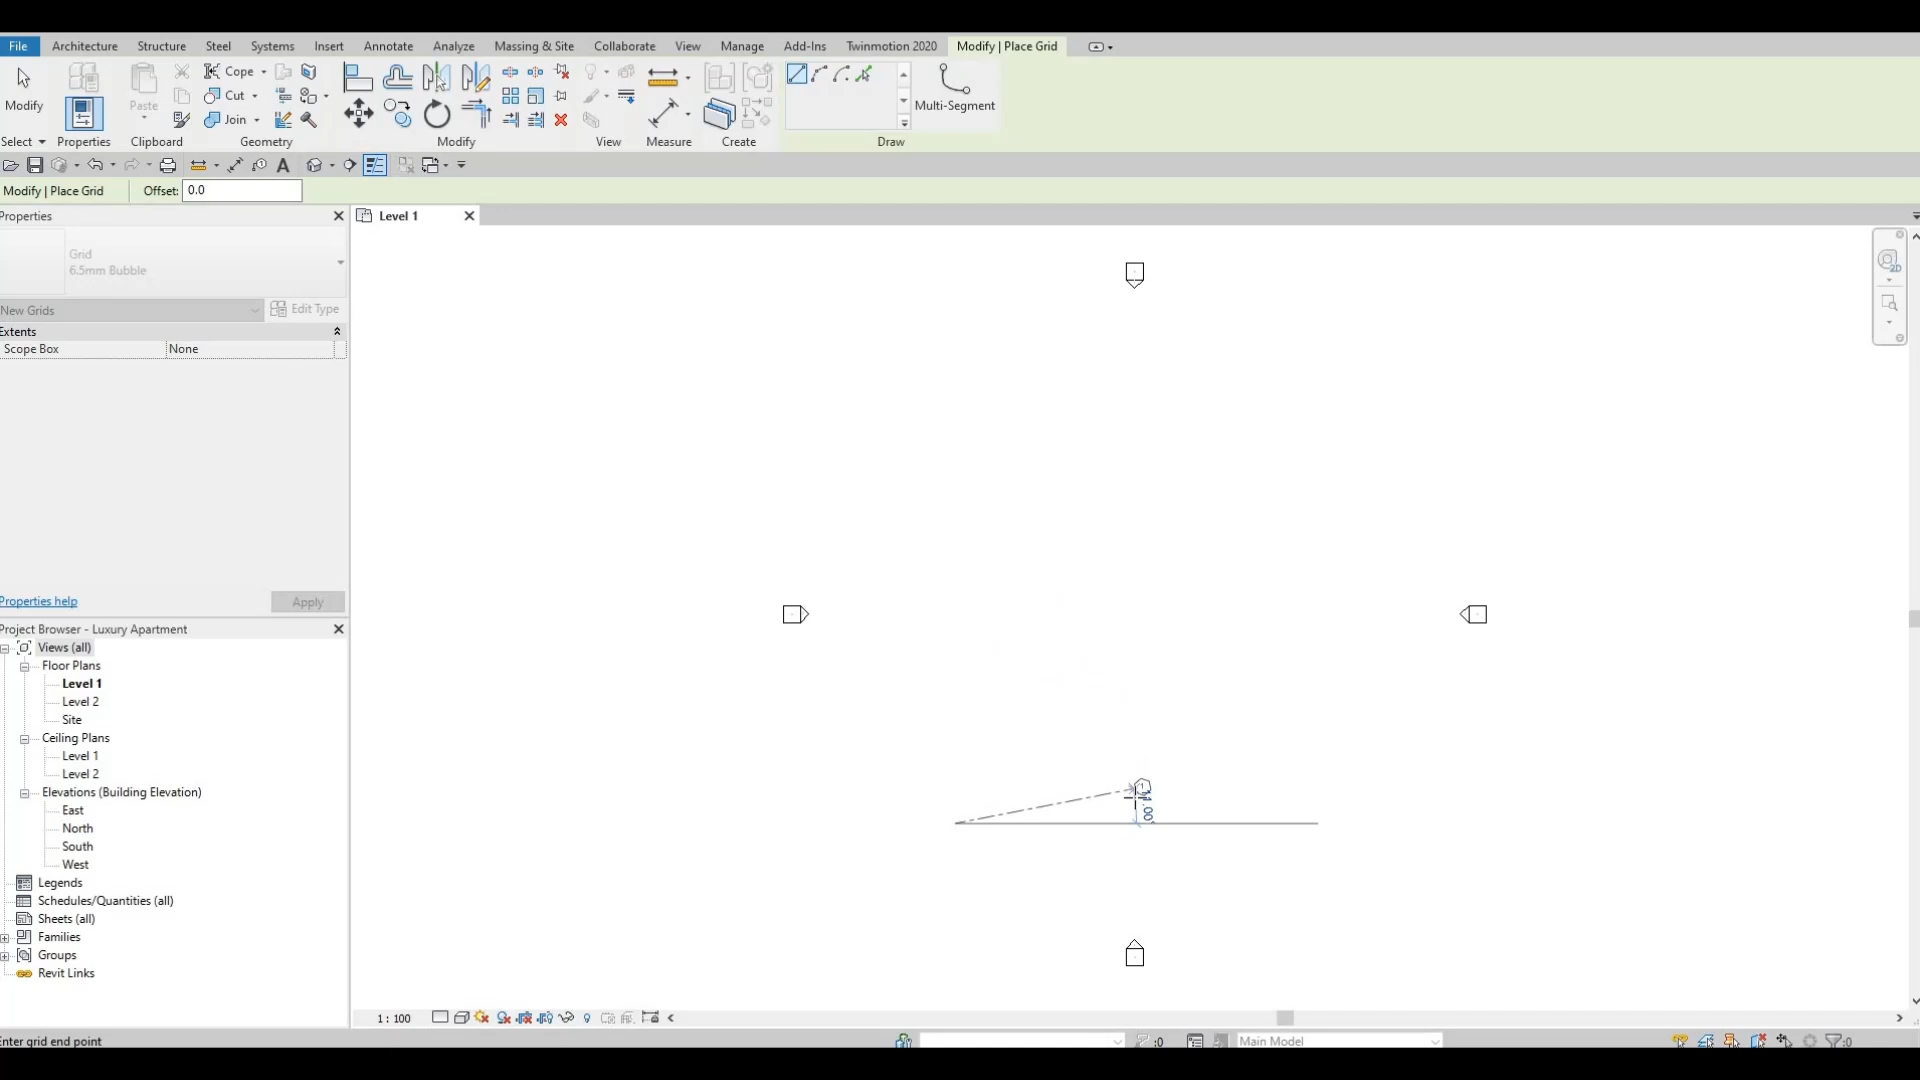 File Architecture Structure Steel Systems Insert Annotate Analyze Massing & Site Collaborate View Manage Add-Ins Twinmotion 2020 Modify | Place Grid
Cope
Modify
Paste
Cut
Multi-Segment
Join
Select Properties Clipboard Geometry Modify View Measure Create Draw
Modify | Place Grid Offset: 0.0
Properties
Level 1
Grid
6.5mm Bubble
New Grids Edit Type
Extents
Scope Box None
2D
Properties help Apply
Project Browser - Luxury Apartment
Views (all)
Floor Plans
Level 1
Level 2
Site
Ceiling Plans
Level 1
Level 2
Elevations (Building Elevation)
East
North
South
West
Legends
Schedules/Quantities (all)
Sheets (all)
Families
Groups
Revit Links
1 : 100
Enter grid end point
:0
Main Model
:0